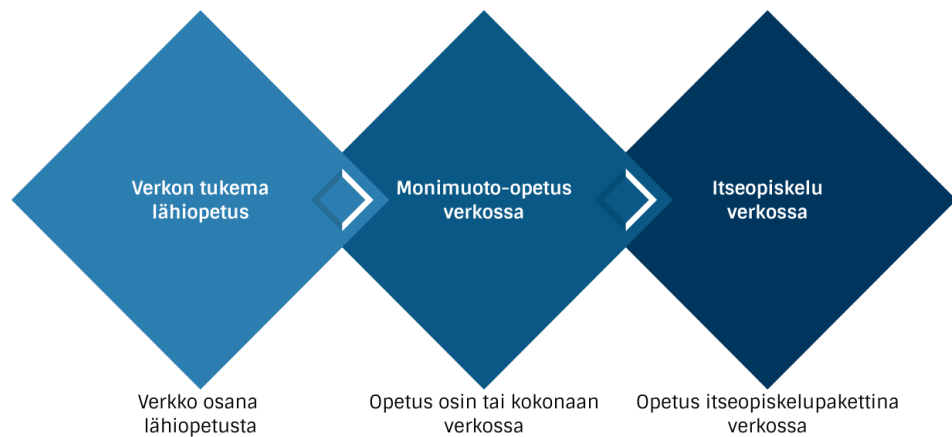 Verkon tukema
lähiopetus
Monimuoto-opetus
verkossa
Itseopiskelu
verkossa
Verkko osana
lähiopetusta
Opetus osin tai kokonaan
verkossa
Opetus itseopiskelupakettina
verkossa